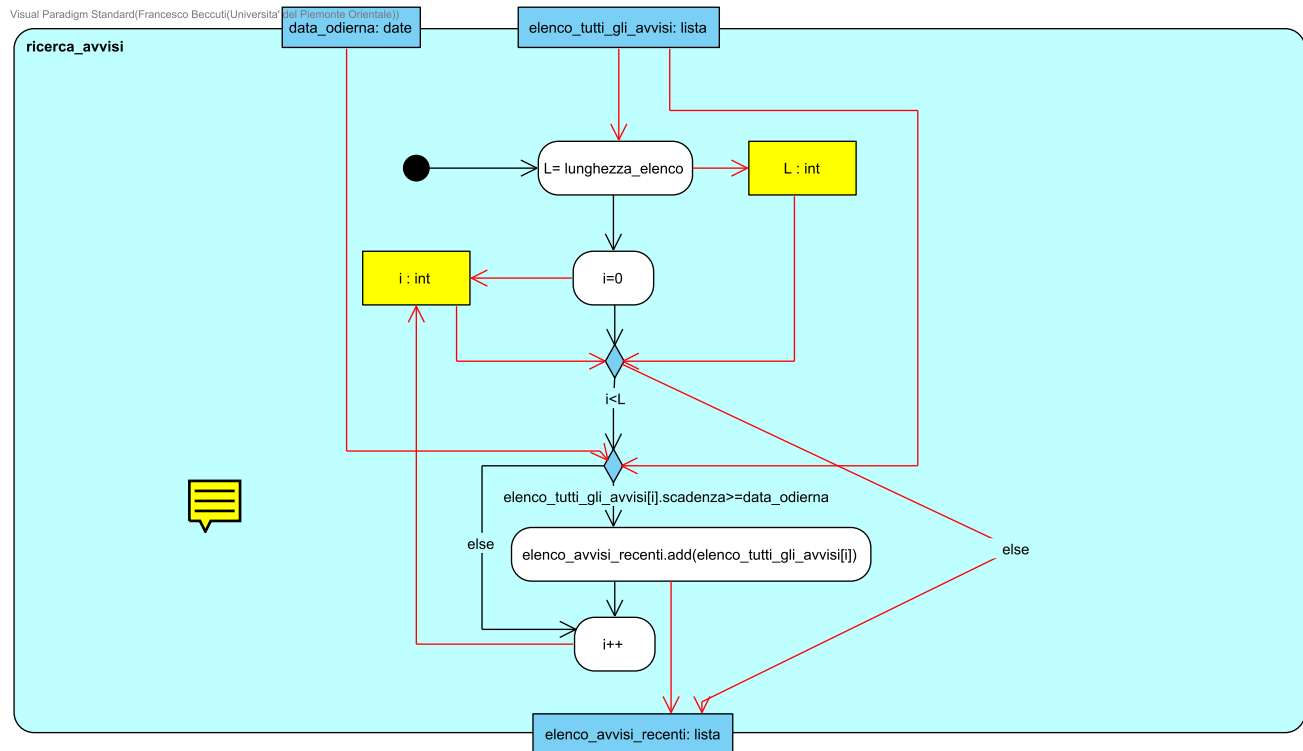 Visual Paradigm Standard(Francesco Beccuti(Universita' del Piemonte Orientale))
data_odierna: date
elenco_tutti_gli_avvisi: lista
ricerca_avvisi
L= lunghezza_elenco
L : int
i : int
i=0
i<L
elenco_tutti_gli_avvisi[i].scadenza>=data_odierna
else
elenco_avvisi_recenti.add(elenco_tutti_gli_avvisi[i])
else
i++
elenco_avvisi_recenti: lista